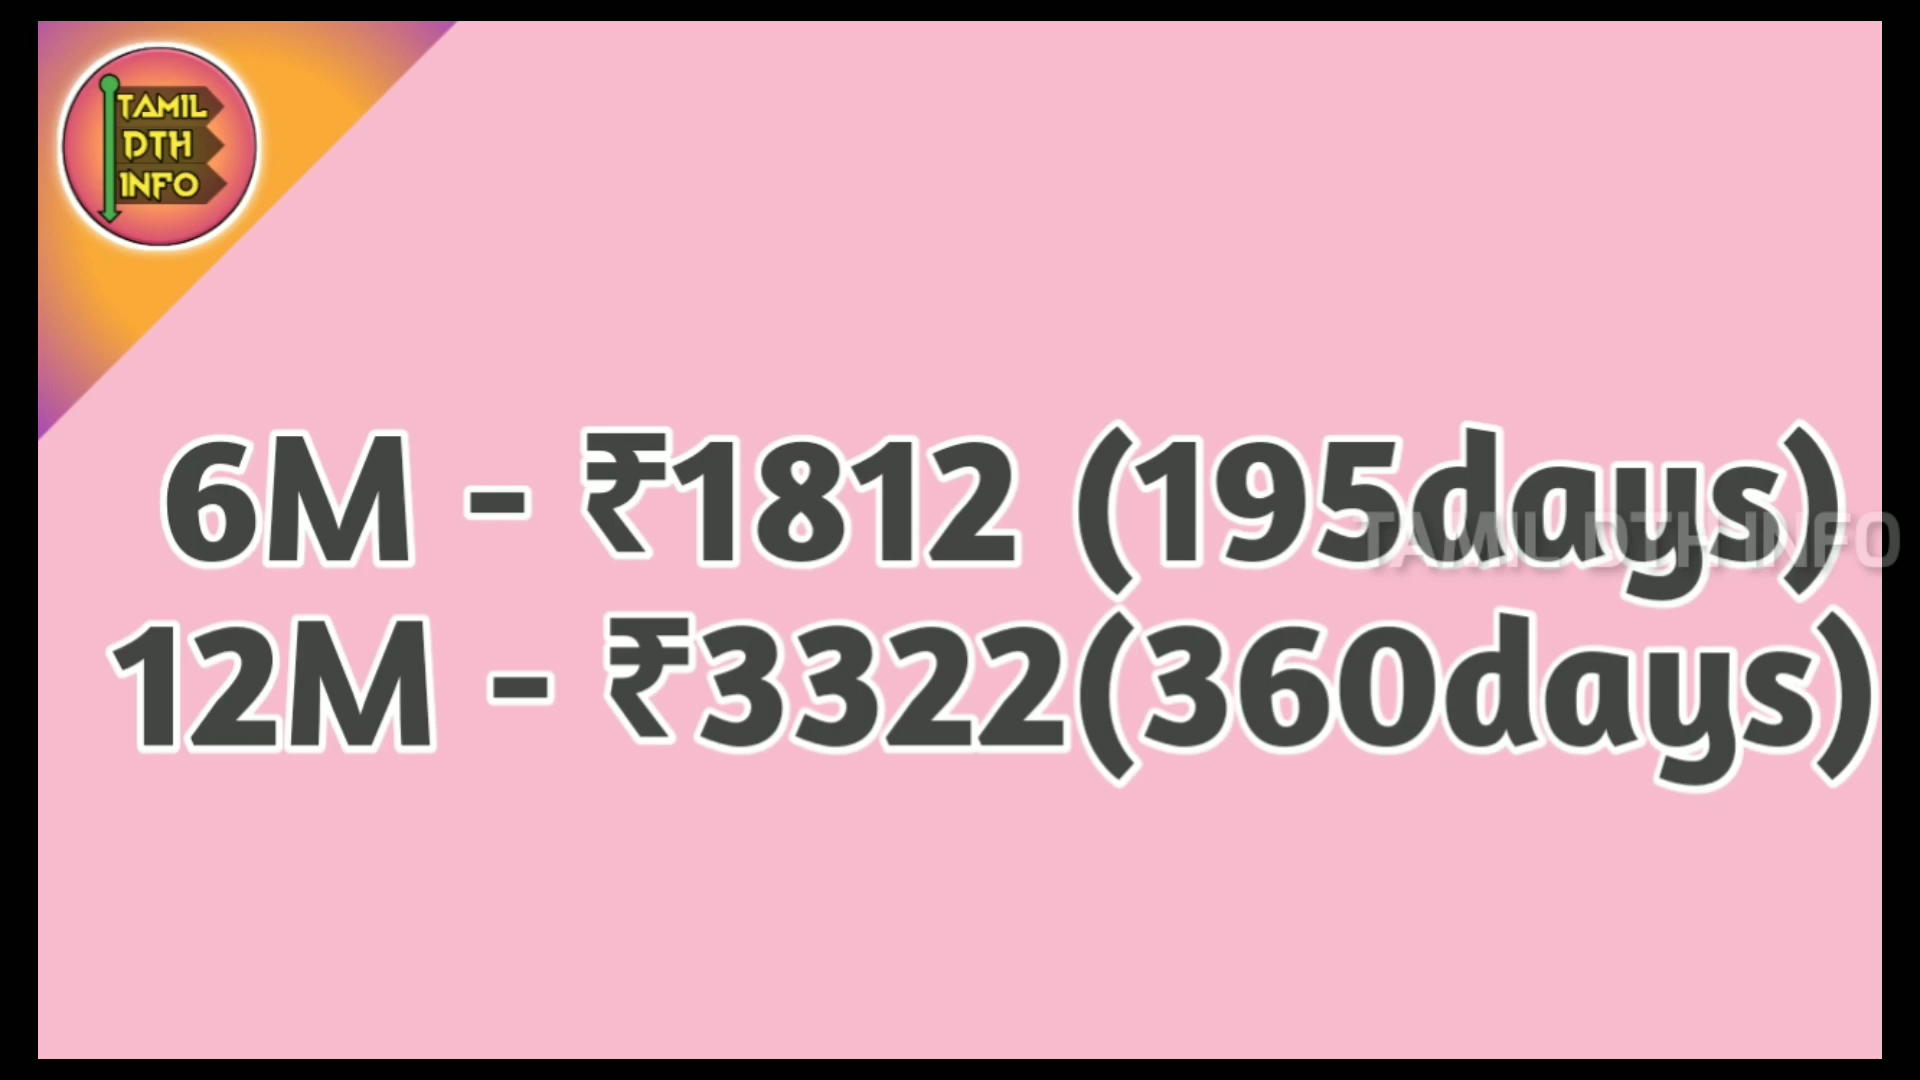 TAMIL
DTH
INFO
6M - ₹1812 (195days)
TAMIL DTH INFO
12M - ₹3322(360days)